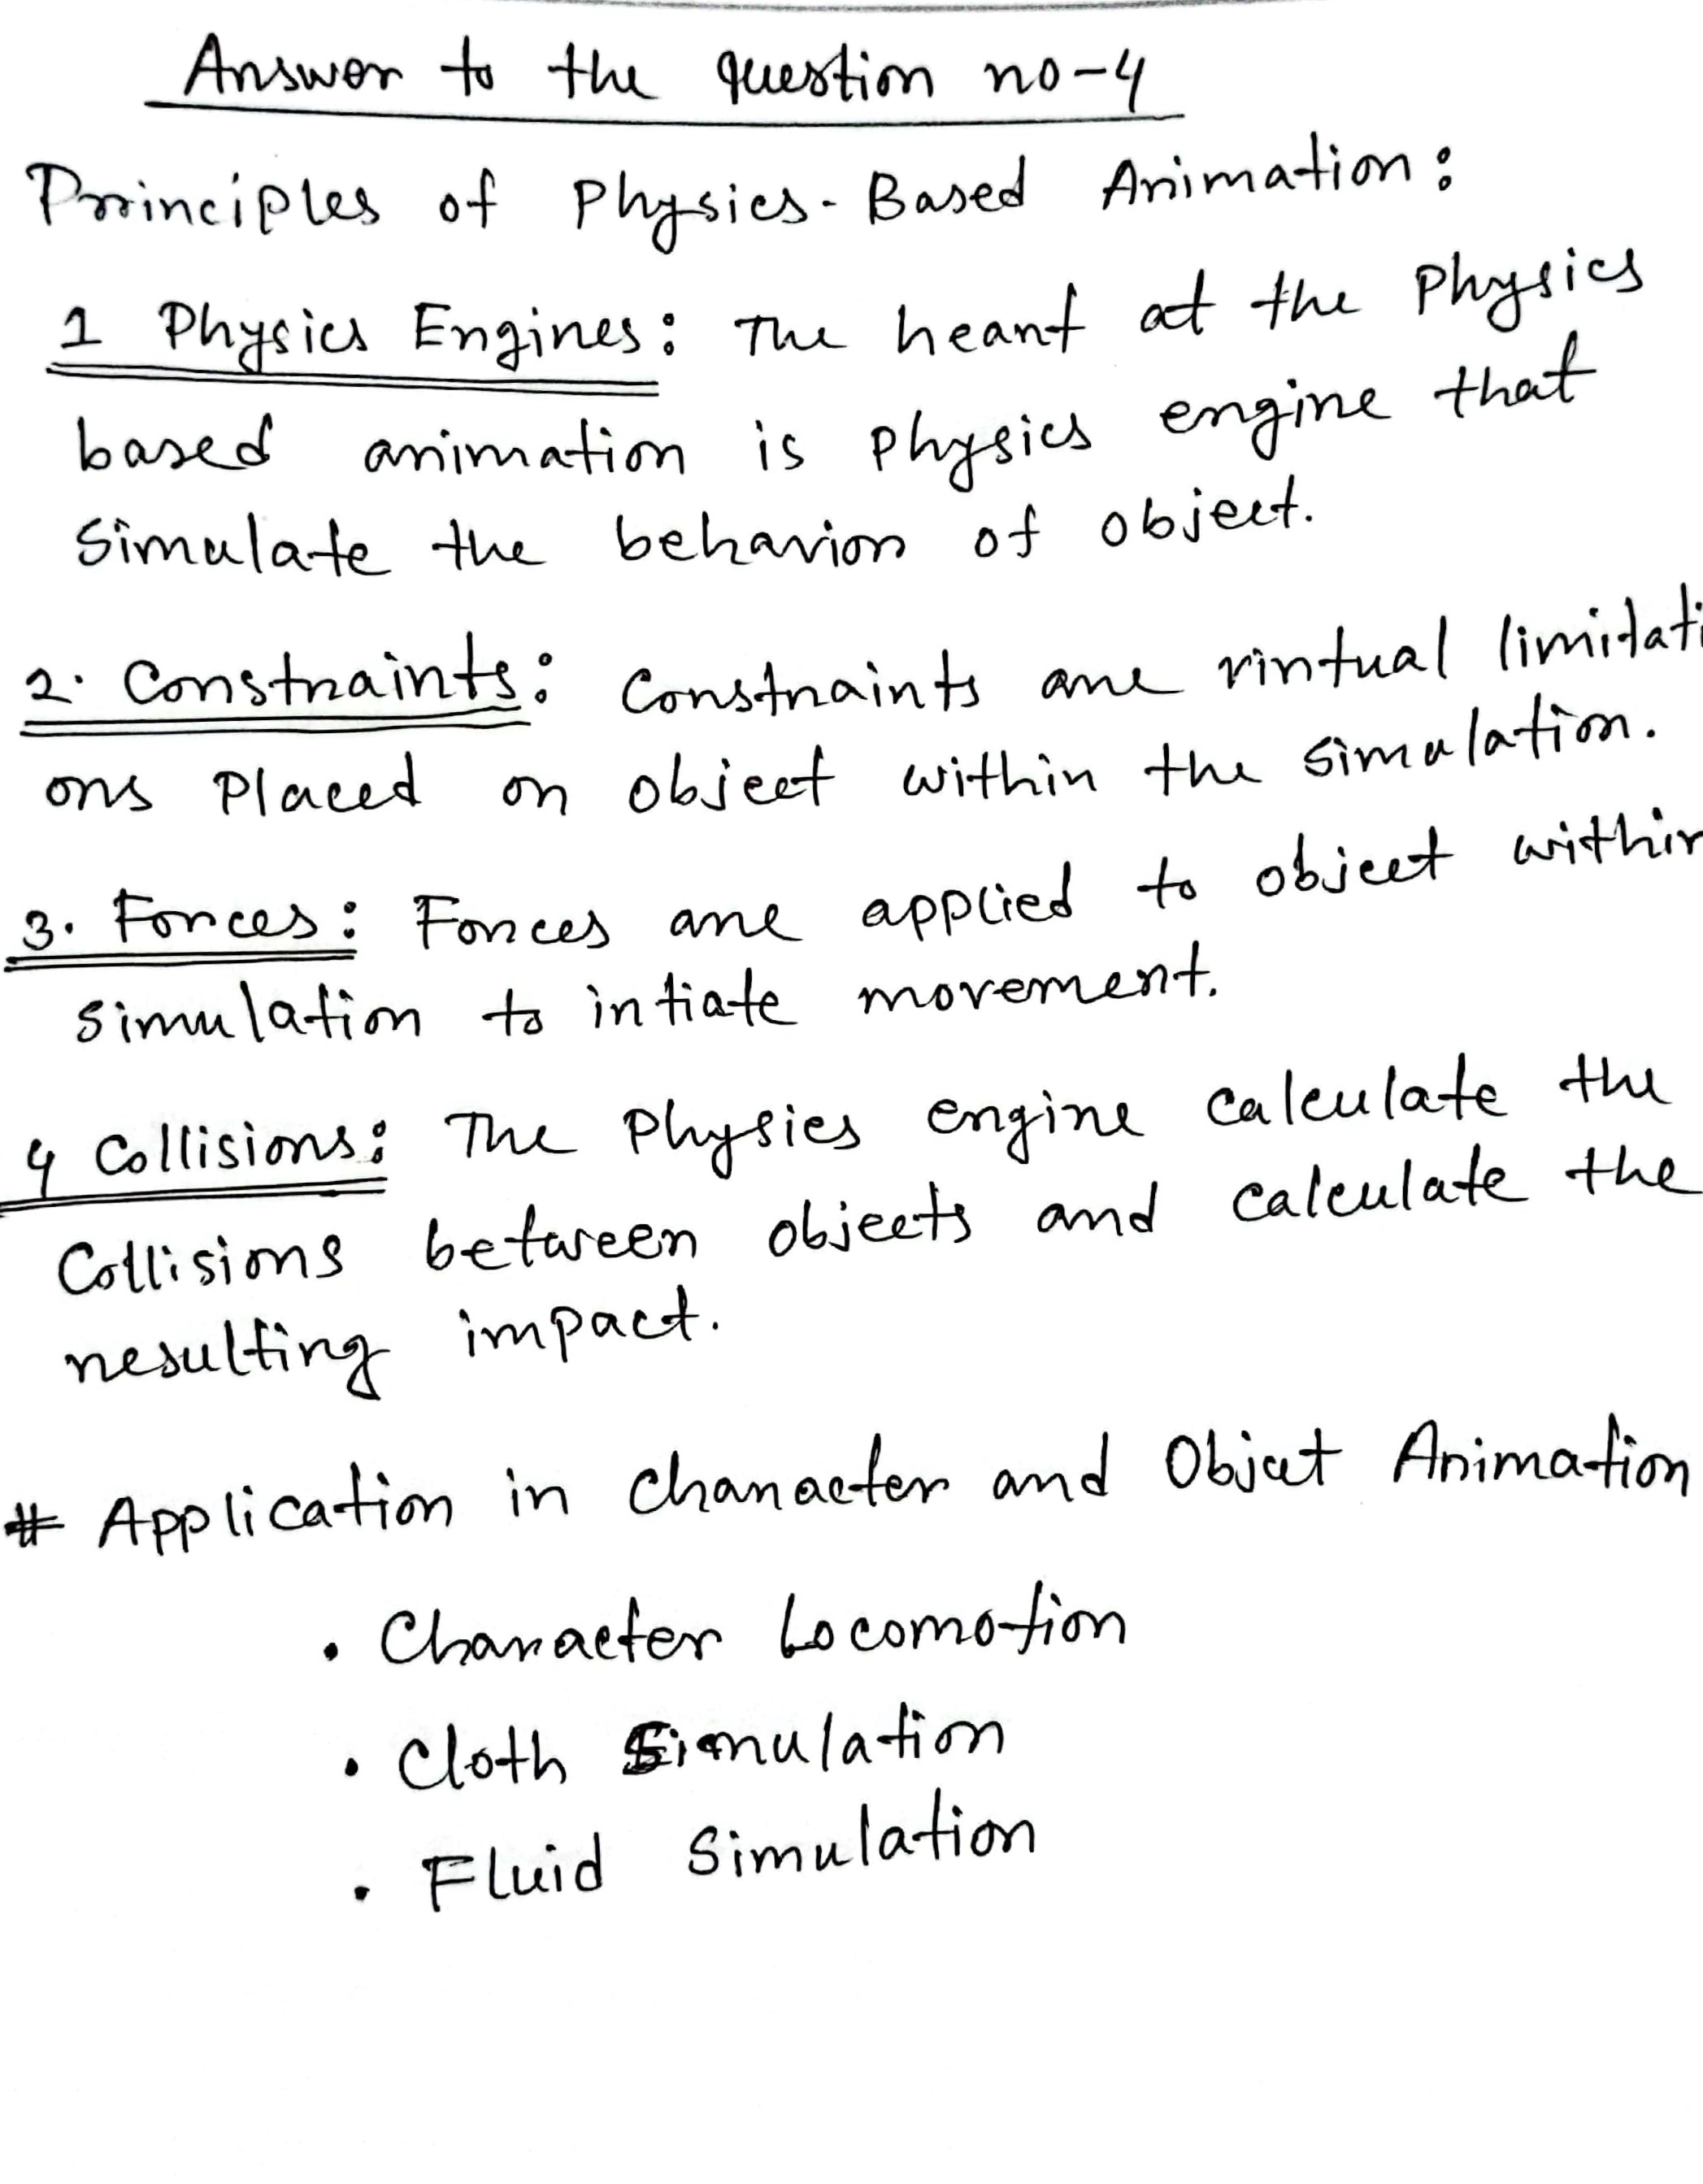 Answer to the question no-4
Principles of Physics-Based Animation:
1 Physics Engines: The heart at the Physics
based animation is physics engine that
simulate the behavior of object.
2. Constraints: Constraints are virtual limitati
ons placed on object within the simulation.
3. Forces: Forces are applied to object within
simulation to intiate movement.
4 Collisions: The Physics engine calculate the
Collisions between objects and calculate the
resulting impact.
# Application in Character and Object Animation
• Character Locomotion
• Cloth Simulation
• Fluid Simulation